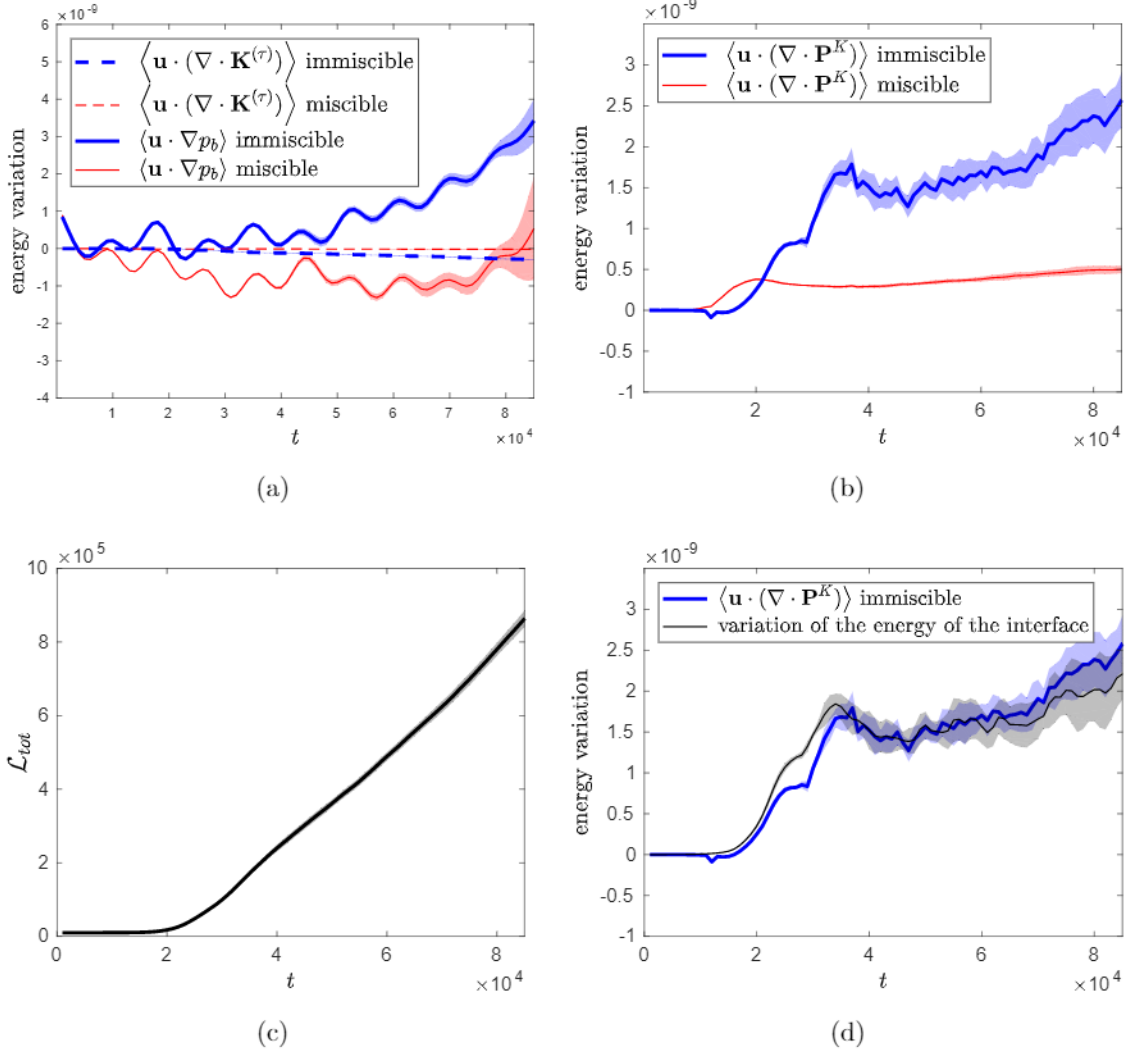 ×10⁻⁹
⟨u · (∇ · K^(τ))⟩ immiscible
⟨u · (∇ · K^(τ))⟩ miscible
⟨u · ∇p_b⟩ immiscible
⟨u · ∇p_b⟩ miscible
energy variation
6
5
4
3
2
1
0
-1
-2
-3
-4
1 2 3 4 5 6 7 8
t
×10⁴
(a)
⟨u · (∇ · P^K)⟩ immiscible
⟨u · (∇ · P^K)⟩ miscible
energy variation
3
2.5
2
1.5
1
0.5
0
-0.5
-1
0 2 4 6 8
t
×10⁴
(b)
×10⁵
𝓛_tot
10
8
6
4
2
0
0 2 4 6 8
t
×10⁴
(c)
×10⁻⁹
⟨u · (∇ · P^K)⟩ immiscible
variation of the energy of the interface
energy variation
3
2.5
2
1.5
1
0.5
0
-0.5
-1
0 2 4 6 8
t
×10⁴
(d)